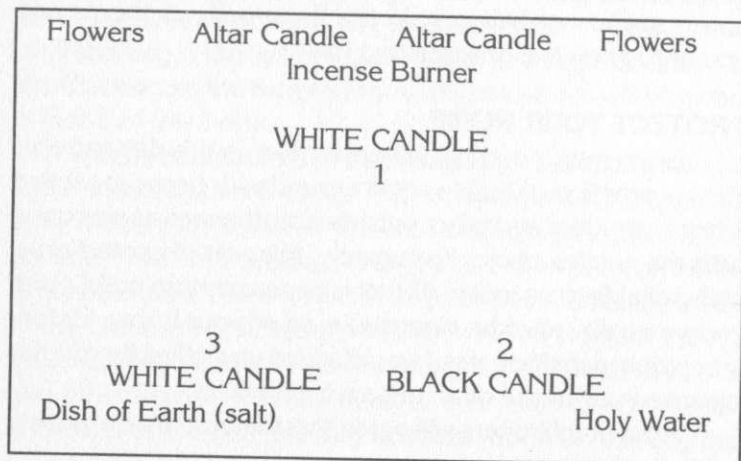 Flowers Altar Candle Altar Candle Flowers
Incense Burner
WHITE CANDLE
1
3 2
WHITE CANDLE BLACK CANDLE
Dish of Earth (salt) Holy Water